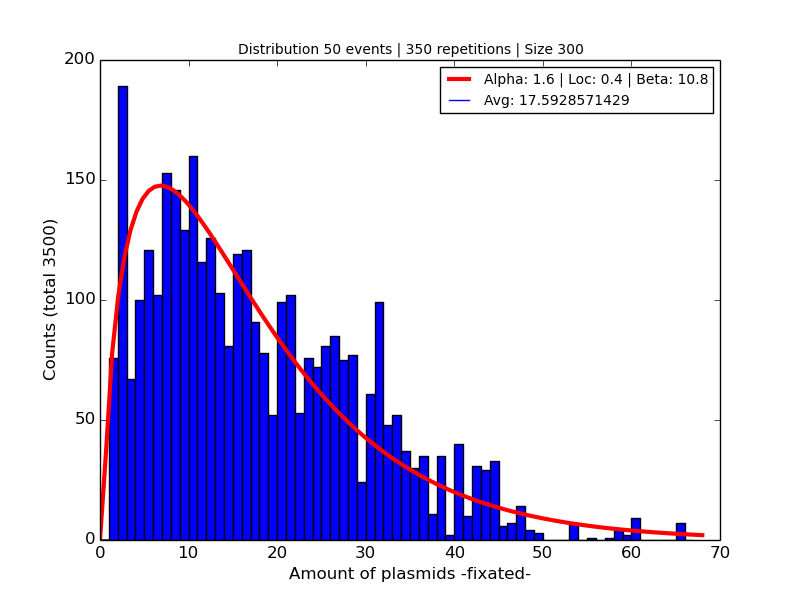 Distribution 50 events | 350 repetitions | Size 300
Alpha: 1.6 | Loc: 0.4 | Beta: 10.8
Avg: 17.5928571429
200
150
100
50
0
Counts (total 3500)
0 10 20 30 40 50 60 70
Amount of plasmids -fixated-